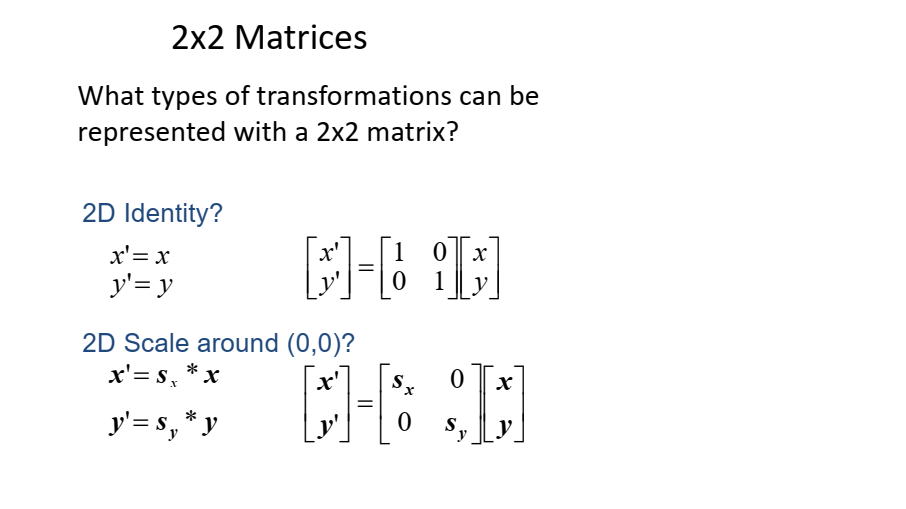 2x2 Matrices
What types of transformations can be
represented with a 2x2 matrix?
2D Identity?
x'= x
y'= y
[x' y'] = [1 0 0 1] [x y]
2D Scale around (0,0)?
x'= s_x * x
y'= s_y * y
[x' y'] = [s_x 0 0 s_y] [x y]